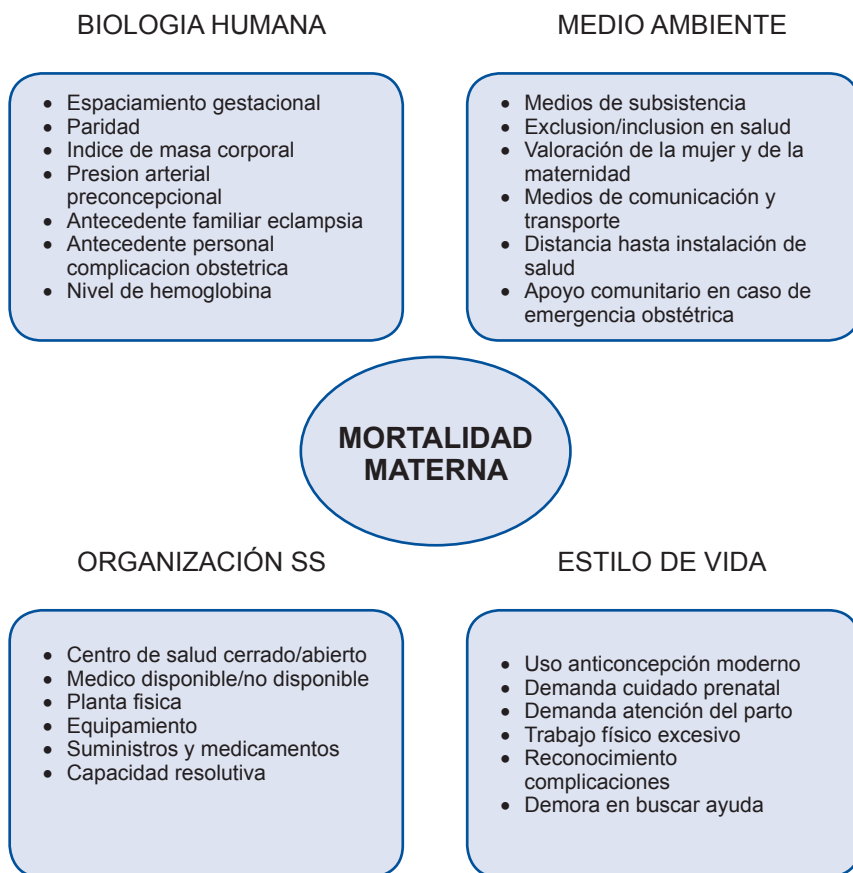 BIOLOGIA HUMANA
• Espaciamiento gestacional
• Paridad
• Indice de masa corporal
• Presion arterial
preconcepcional
• Antecedente familiar eclampsia
• Antecedente personal
complicacion obstetrica
• Nivel de hemoglobina
MEDIO AMBIENTE
• Medios de subsistencia
• Exclusion/inclusion en salud
• Valoración de la mujer y de la
maternidad
• Medios de comunicación y
transporte
• Distancia hasta instalación de
salud
• Apoyo comunitario en caso de
emergencia obstétrica
MORTALIDAD
MATERNA
ORGANIZACIÓN SS
• Centro de salud cerrado/abierto
• Medico disponible/no disponible
• Planta fisica
• Equipamiento
• Suministros y medicamentos
• Capacidad resolutiva
ESTILO DE VIDA
• Uso anticoncepción moderno
• Demanda cuidado prenatal
• Demanda atención del parto
• Trabajo físico excesivo
• Reconocimiento
complicaciones
• Demora en buscar ayuda